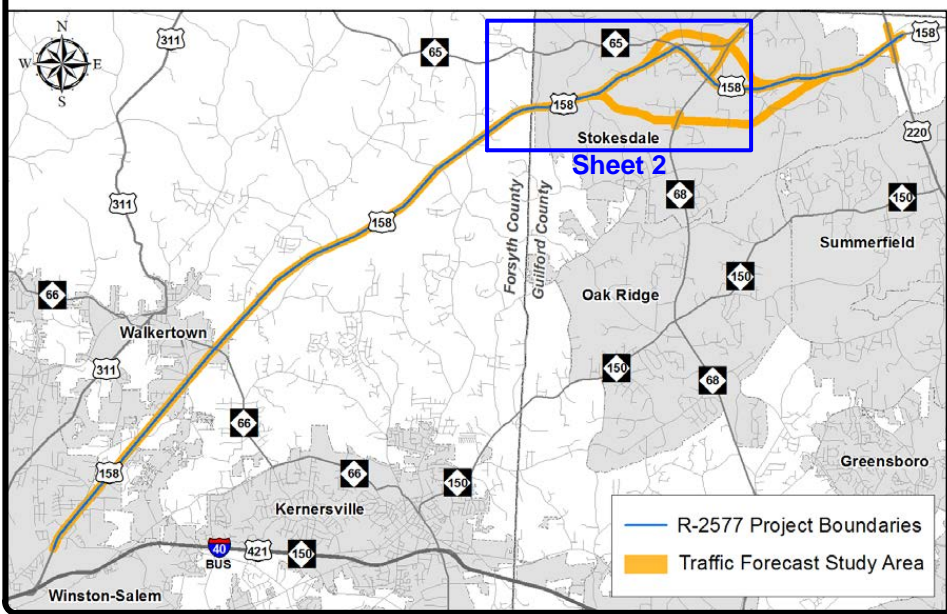 N
W E
S
311
65
65
158
158
158
Stokesdale
Sheet 2
220
68
150
Summerfield
311
158
Forsyth County
Guilford County
150
Oak Ridge
66
Walkertown
311
150
68
66
66
158
150
Greensboro
Kernersville
40
BUS
421
150
Winston-Salem
R-2577 Project Boundaries
Traffic Forecast Study Area